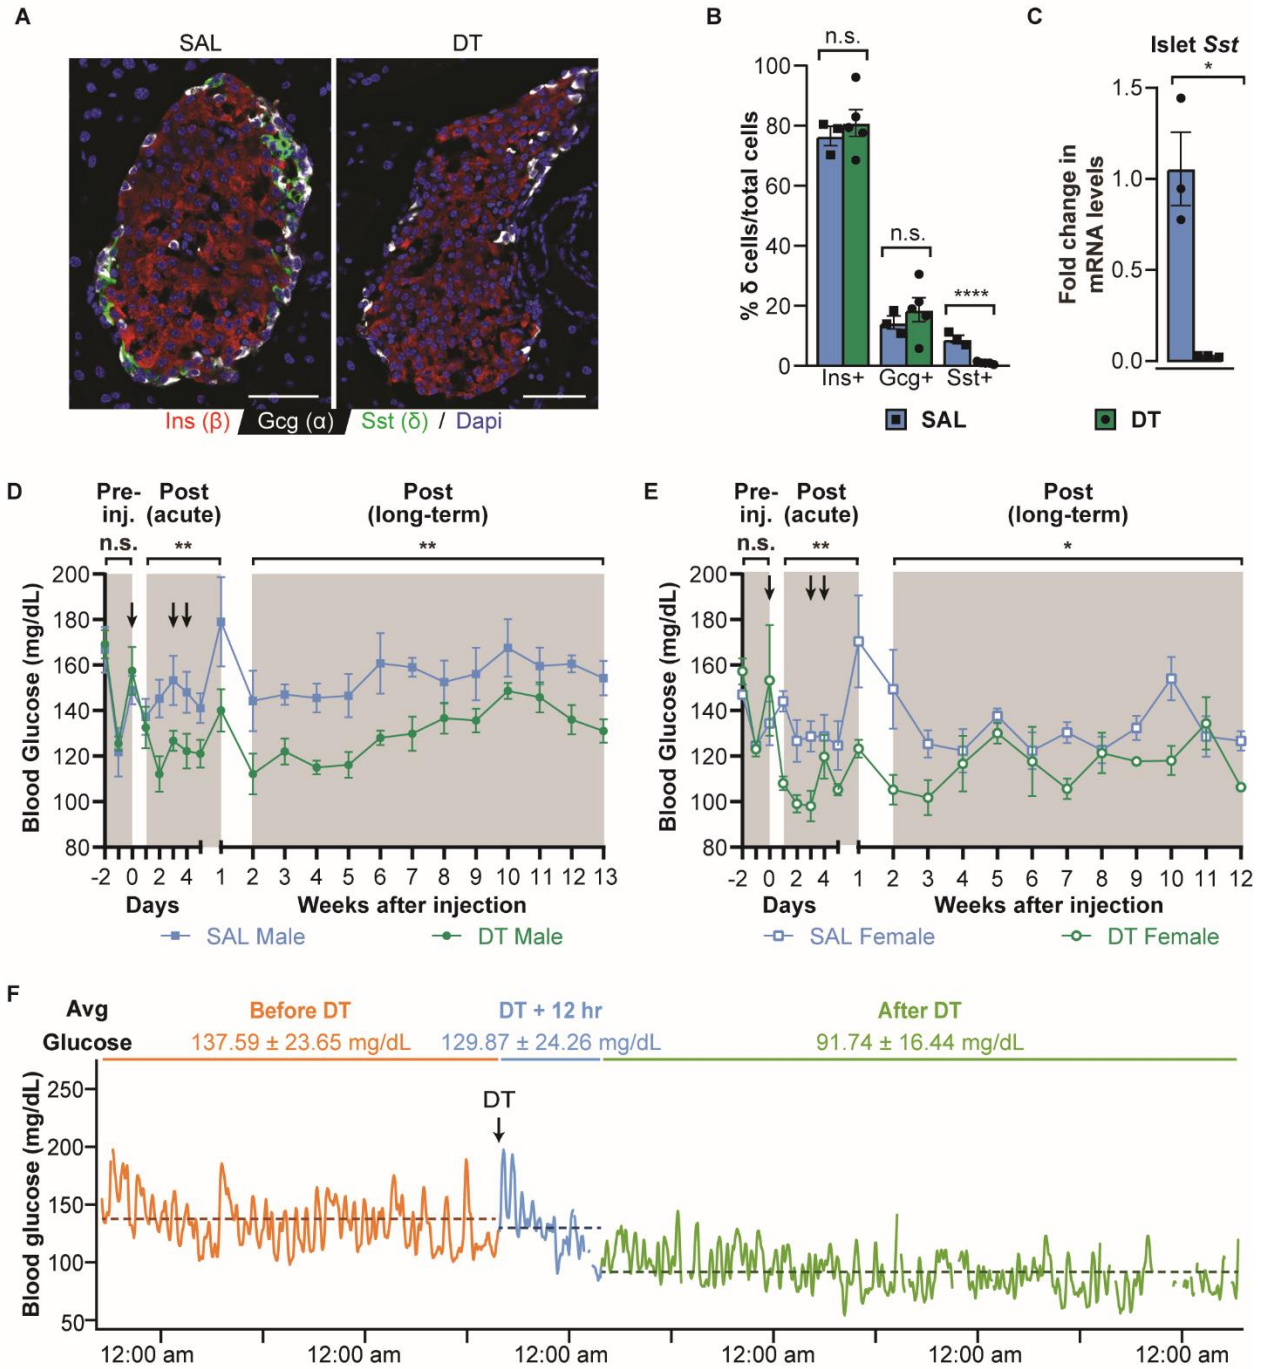 A
SAL
DT
Ins (β)
Gcg (α)
Sst (δ) / Dapi
B
n.s.
n.s.
****
% δ cells/total cells
100
80
60
40
20
0
Ins+
Gcg+
Sst+
C
Islet Sst
*
Fold change in
mRNA levels
1.5
1.0
0.5
0.0
SAL
DT
D
Pre-
inj.
n.s.
Post
(acute)
**
Post
(long-term)
**
Blood Glucose (mg/dL)
200
180
160
140
120
100
80
-2 0 2 4 1 2 3 4 5 6 7 8 9 10 11 12 13
Days
Weeks after injection
SAL Male
DT Male
E
Pre-
inj.
n.s.
Post
(acute)
**
Post
(long-term)
*
Blood Glucose (mg/dL)
200
180
160
140
120
100
80
-2 0 2 4 1 2 3 4 5 6 7 8 9 10 11 12
Days
Weeks after injection
SAL Female
DT Female
F
Avg
Glucose
Before DT
137.59 ± 23.65 mg/dL
DT + 12 hr
129.87 ± 24.26 mg/dL
After DT
91.74 ± 16.44 mg/dL
DT
Blood glucose (mg/dL)
250
200
150
100
50
12:00 am 12:00 am 12:00 am 12:00 am 12:00 am 12:00 am